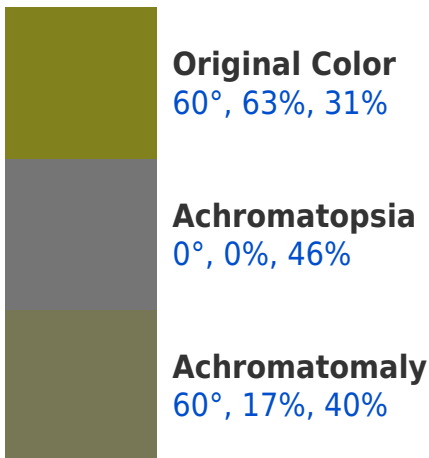 Original Color
60°, 63%, 31%
Achromatopsia
0°, 0%, 46%
Achromatomaly
60°, 17%, 40%